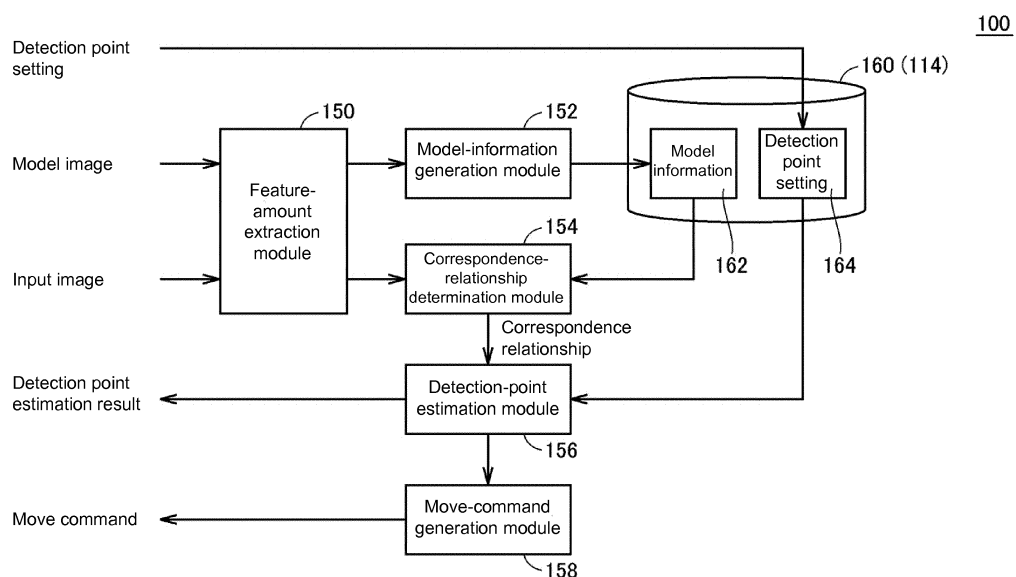 100
Detection point
setting
160 (114)
150
152
Model image
Feature-
amount
extraction
module
Model-information
generation module
Model
information
Detection
point
setting
162
164
154
Input image
Correspondence-
relationship
determination module
Correspondence
relationship
Detection point
estimation result
Detection-point
estimation module
156
Move command
Move-command
generation module
158